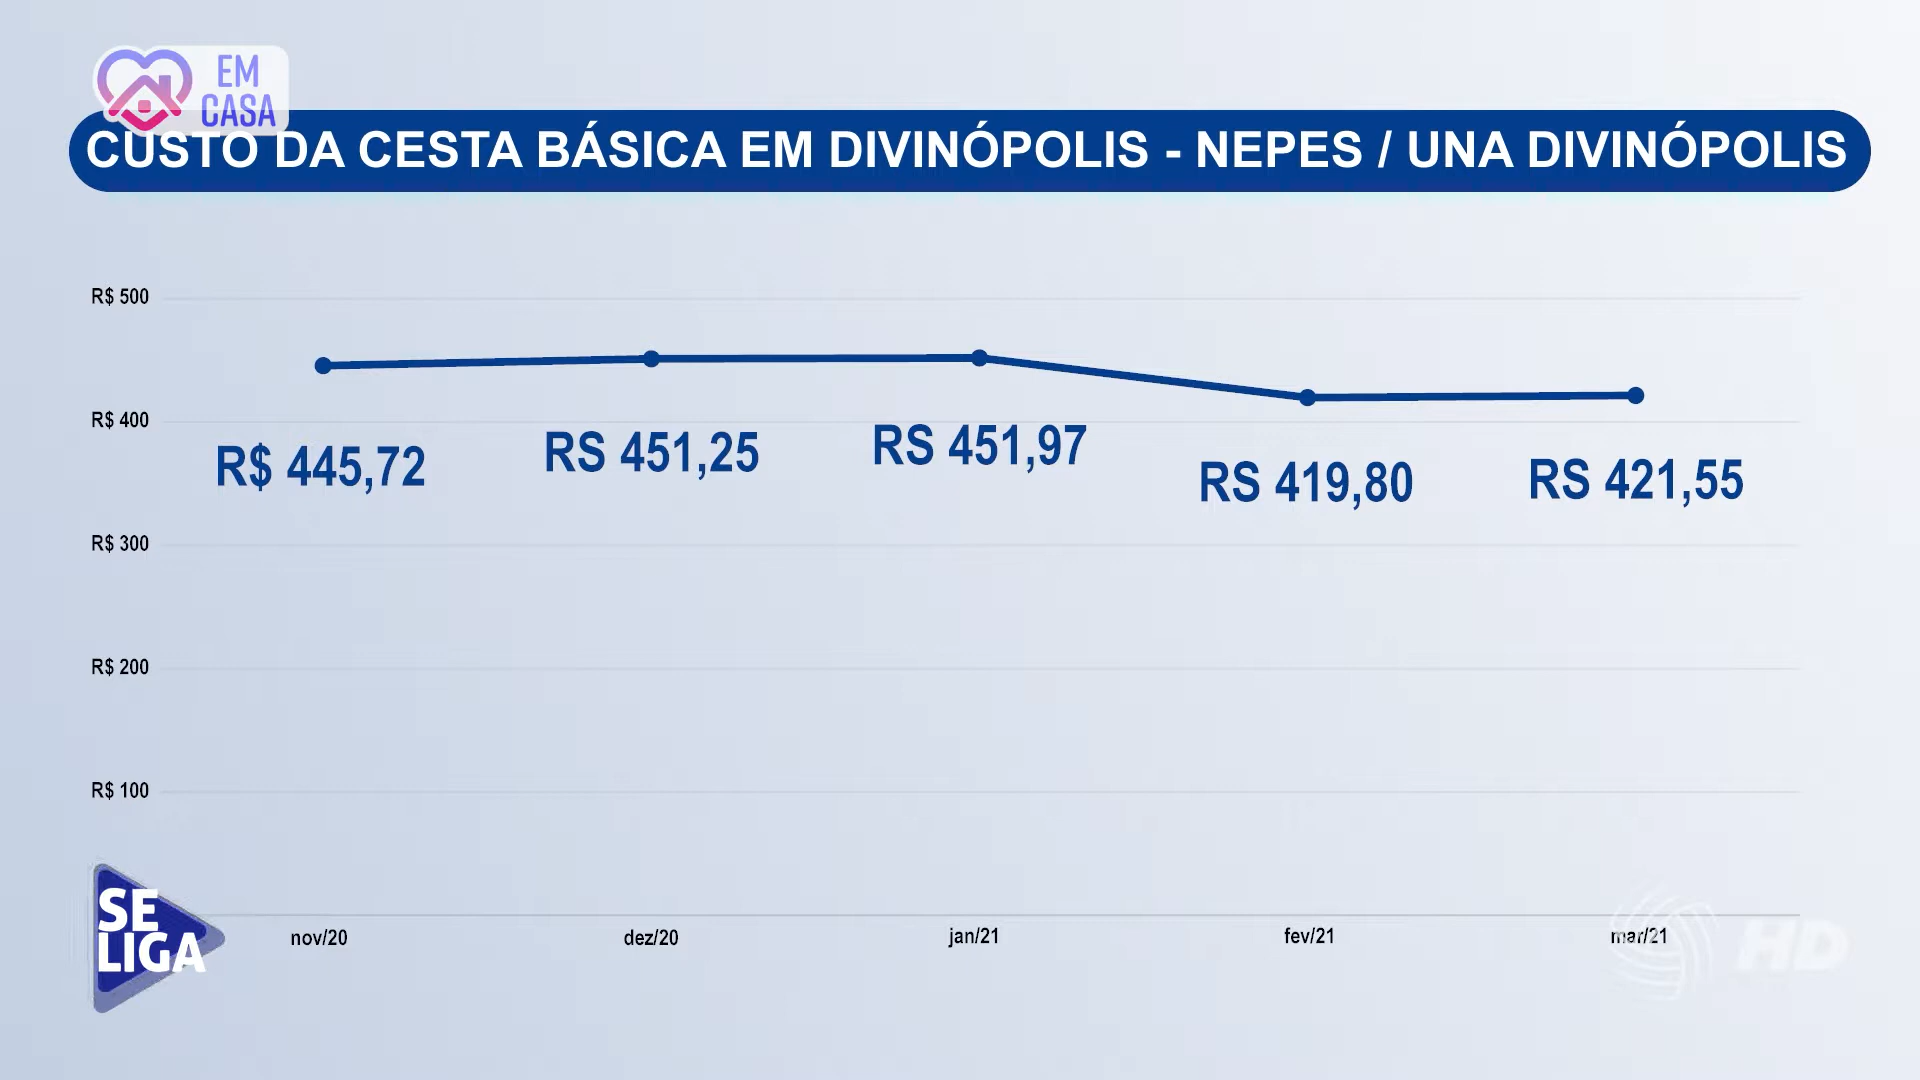 EM
CASA
CUSTO DA CESTA BÁSICA EM DIVINÓPOLIS - NEPES / UNA DIVINÓPOLIS
R$ 500
R$ 400
R$ 445,72
RS 451,25
RS 451,97
RS 419,80
RS 421,55
R$ 300
R$ 200
R$ 100
SE
LIGA
nov/20
dez/20
jan/21
fev/21
mar/21
HD